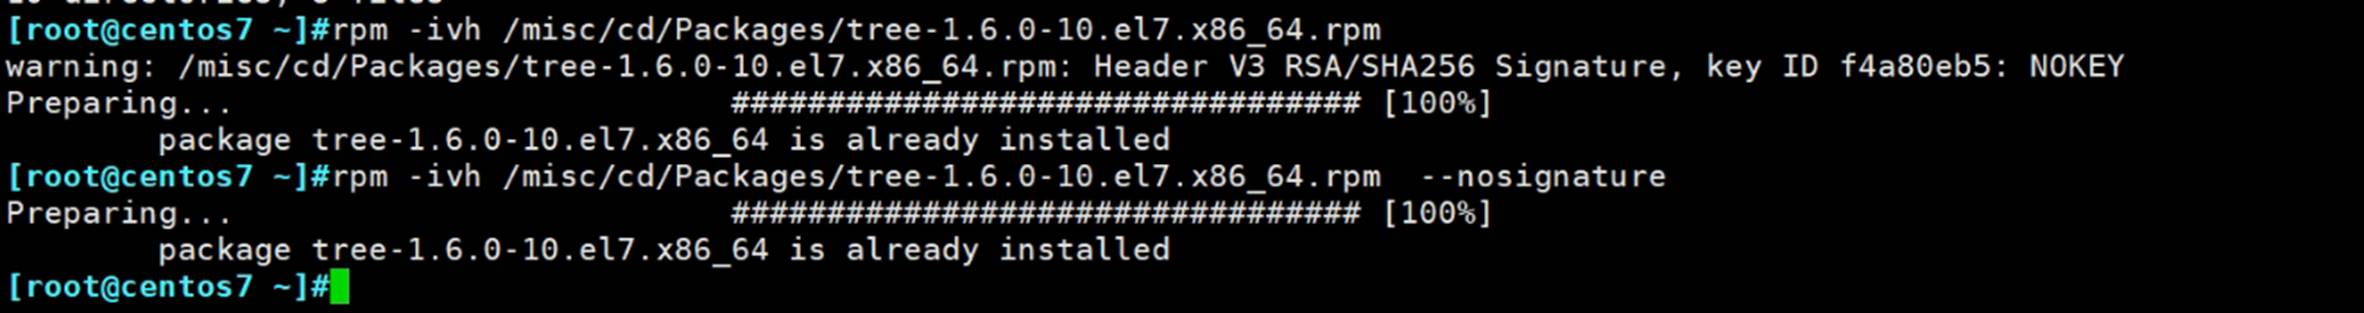 [root@centos7 ~]#rpm -ivh /misc/cd/Packages/tree-1.6.0-10.el7.x86_64.rpm
warning: /misc/cd/Packages/tree-1.6.0-10.el7.x86_64.rpm: Header V3 RSA/SHA256 Signature, key ID f4a80eb5: NOKEY
Preparing...                          ################################# [100%]
        package tree-1.6.0-10.el7.x86_64 is already installed
[root@centos7 ~]#rpm -ivh /misc/cd/Packages/tree-1.6.0-10.el7.x86_64.rpm  --nosignature
Preparing...                          ################################# [100%]
        package tree-1.6.0-10.el7.x86_64 is already installed
[root@centos7 ~]#